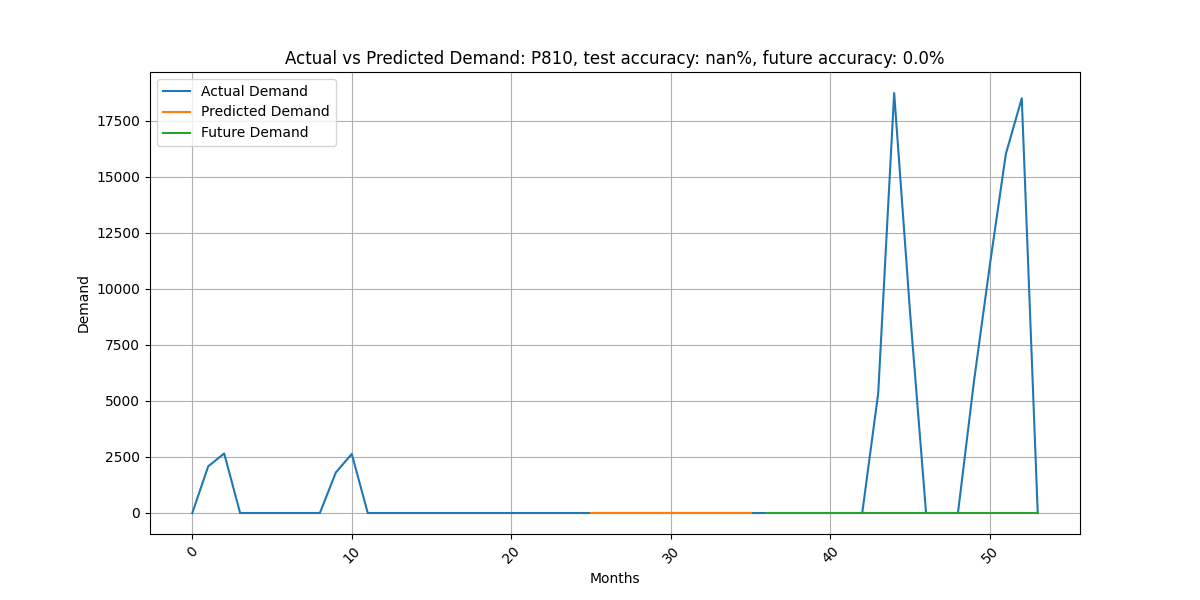 Actual vs Predicted Demand: P810, test accuracy: nan%, future accuracy: 0.0%
Actual Demand
Predicted Demand
Future Demand
Demand
17500
15000
12500
10000
7500
5000
2500
0
0
10
20
30
40
50
Months